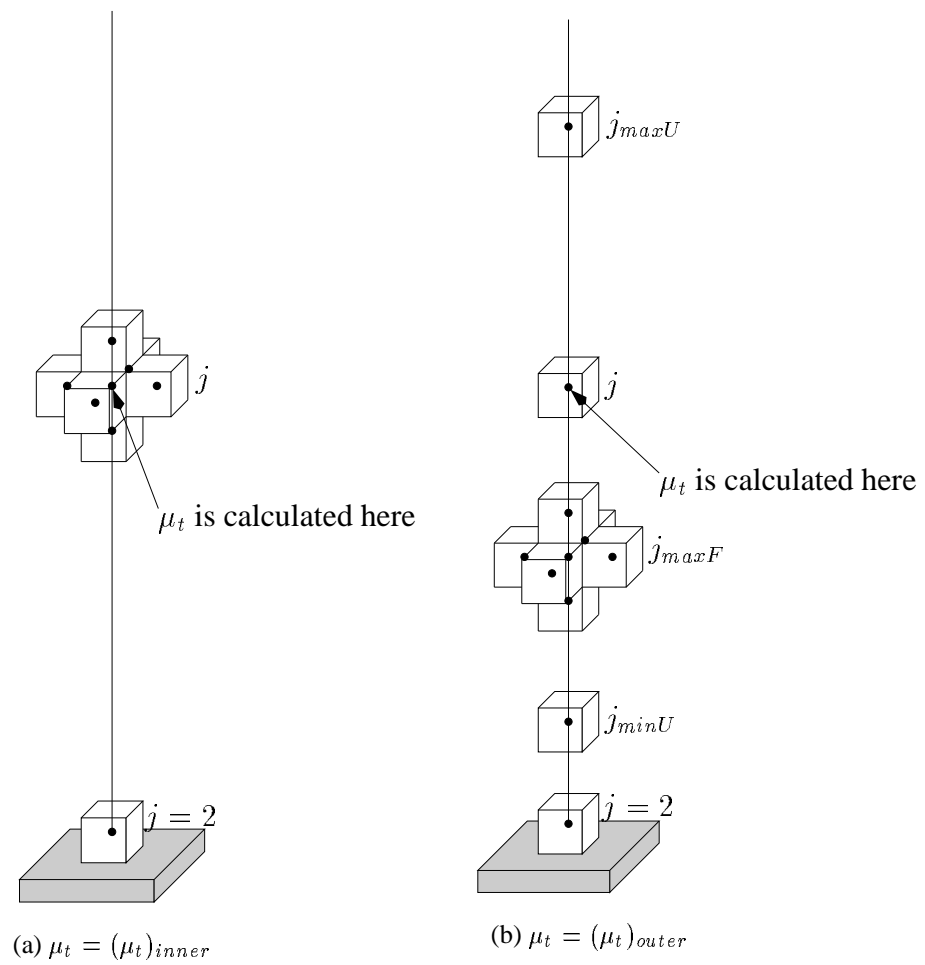 j
μ_t is calculated here
j = 2
(a) μ_t = (μ_t)_{inner}
j_{maxU}
j
μ_t is calculated here
j_{maxF}
j_{minU}
j = 2
(b) μ_t = (μ_t)_{outer}